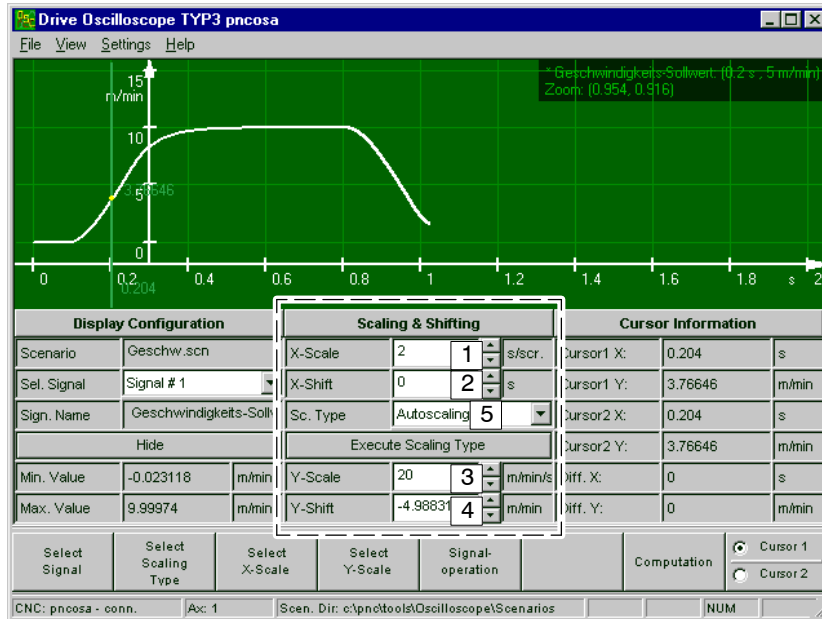 Drive Oscilloscope TYP3 pncosa
File View Settings Help
* Geschwindigkeits-Sollwert: (0.2 s ; 5 m/min)
Zoom: (0.954, 0.916)
15
m/min
10
5
3.76646
0
0 0.2 0.4 0.6 0.8 1 1.2 1.4 1.6 1.8 s 2
0.204
Display Configuration Scaling & Shifting Cursor Information
Scenario Geschw.scn X-Scale 2 1 s/scr. Cursor1 X: 0.204 s
Sel. Signal Signal # 1 X-Shift 0 2 s Cursor1 Y: 3.76646 m/min
Sign. Name Geschwindigkeits-Soll Sc. Type Autoscaling 5 Cursor2 X: 0.204 s
Hide Execute Scaling Type Cursor2 Y: 3.76646 m/min
Min. Value -0.023118 m/min Y-Scale 20 3 m/min/s Diff. X: 0 s
Max. Value 9.99974 m/min Y-Shift -4.98831 4 m/min Diff. Y: 0 m/min
Select Signal
Select Scaling Type
Select X-Scale
Select Y-Scale
Signal-operation
Computation
Cursor 1
Cursor 2
CNC: pncosa - conn. Ax: 1 Scen. Dir: c:\pnc\tools\Oscilloscope\Scenarios NUM